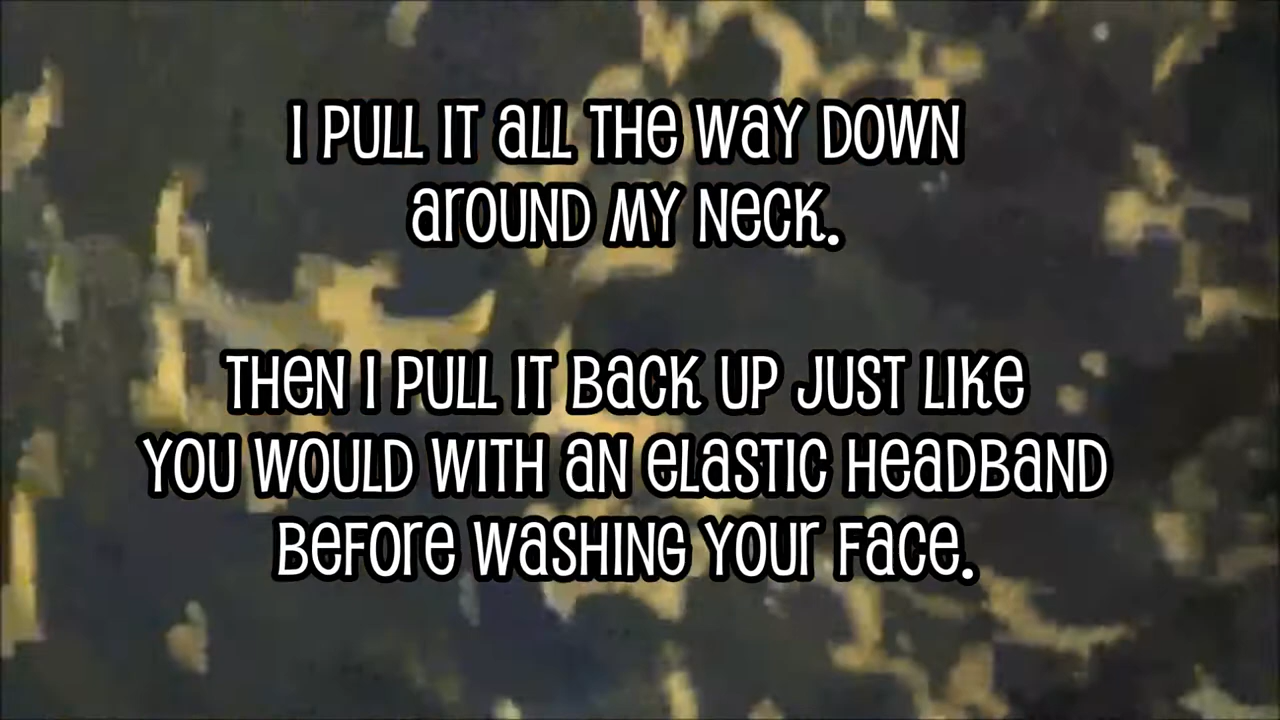 I PULL IT all THe WaY DOWN
arOUND MY NeCK.
THeN I PULL IT BaCK UP JUST LIKe
YOU WOULD WITH aN eLaSTIC HeaDBaND
BeFOre WaSHING YOUr Face.